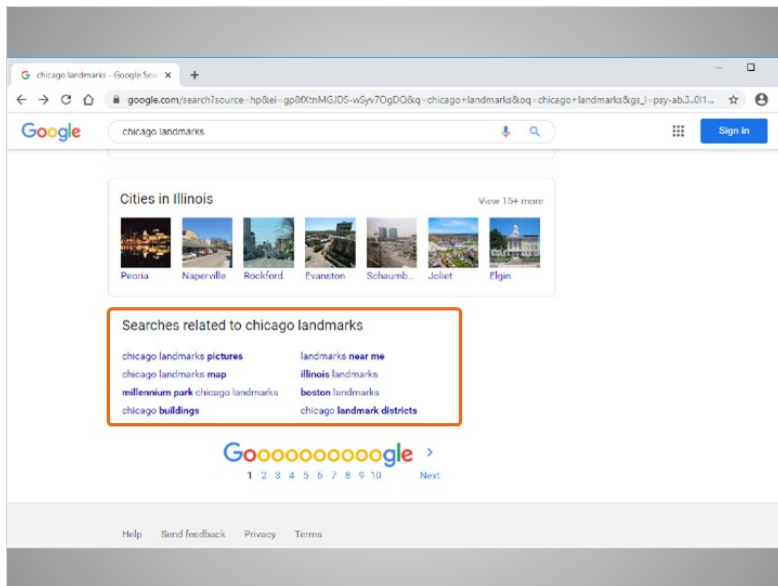 chicago landmarks - Google Sea
google.com/search?source=hp&ei=gp8fXtnMGJD5-wSyv7OgDQ&q=chicago+landmarks&oq=chicago+landmarks&gs_l=psy-ab.3..0l1...
Google
chicago landmarks
Sign in
Cities in Illinois
View 15+ more
Peoria Naperville Rockford Evanston Schaumb... Joliet Elgin
Searches related to chicago landmarks
chicago landmarks pictures
landmarks near me
chicago landmarks map
illinois landmarks
millennium park chicago landmarks
boston landmarks
chicago buildings
chicago landmark districts
Goooooooooogle >
1 2 3 4 5 6 7 8 9 10 Next
Help Send feedback Privacy Terms